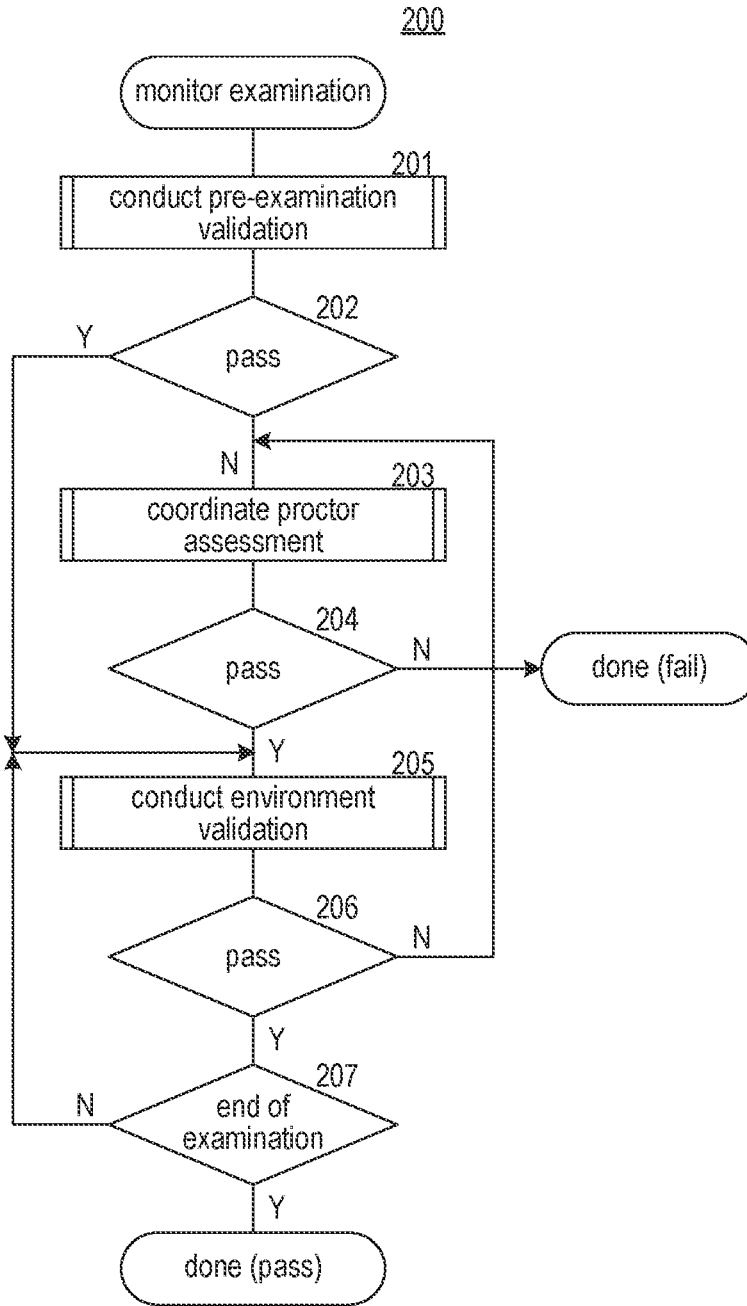 200
monitor examination
201
conduct pre-examination
validation
202
Y
pass
N
203
coordinate proctor
assessment
204
N
pass
done (fail)
Y
205
conduct environment
validation
206
N
pass
Y
207
N
end of
examination
Y
done (pass)